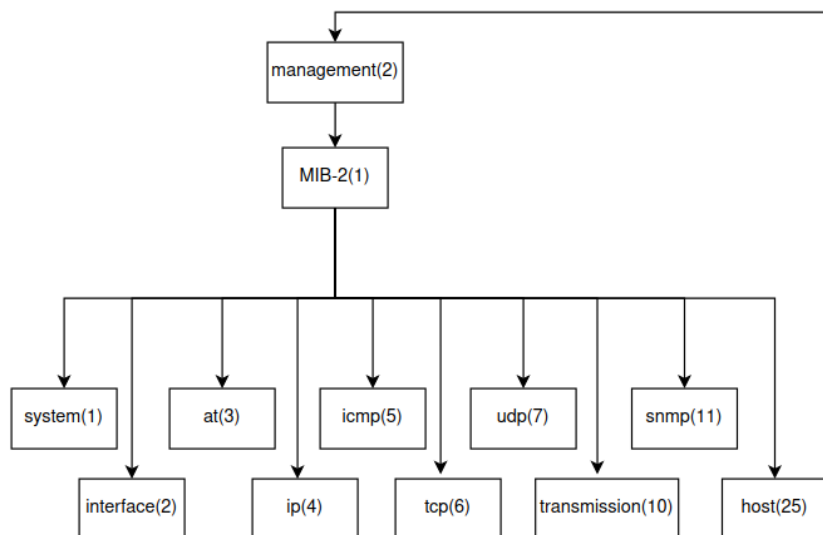 management(2)
MIB-2(1)
system(1)
at(3)
icmp(5)
udp(7)
snmp(11)
interface(2)
ip(4)
tcp(6)
transmission(10)
host(25)